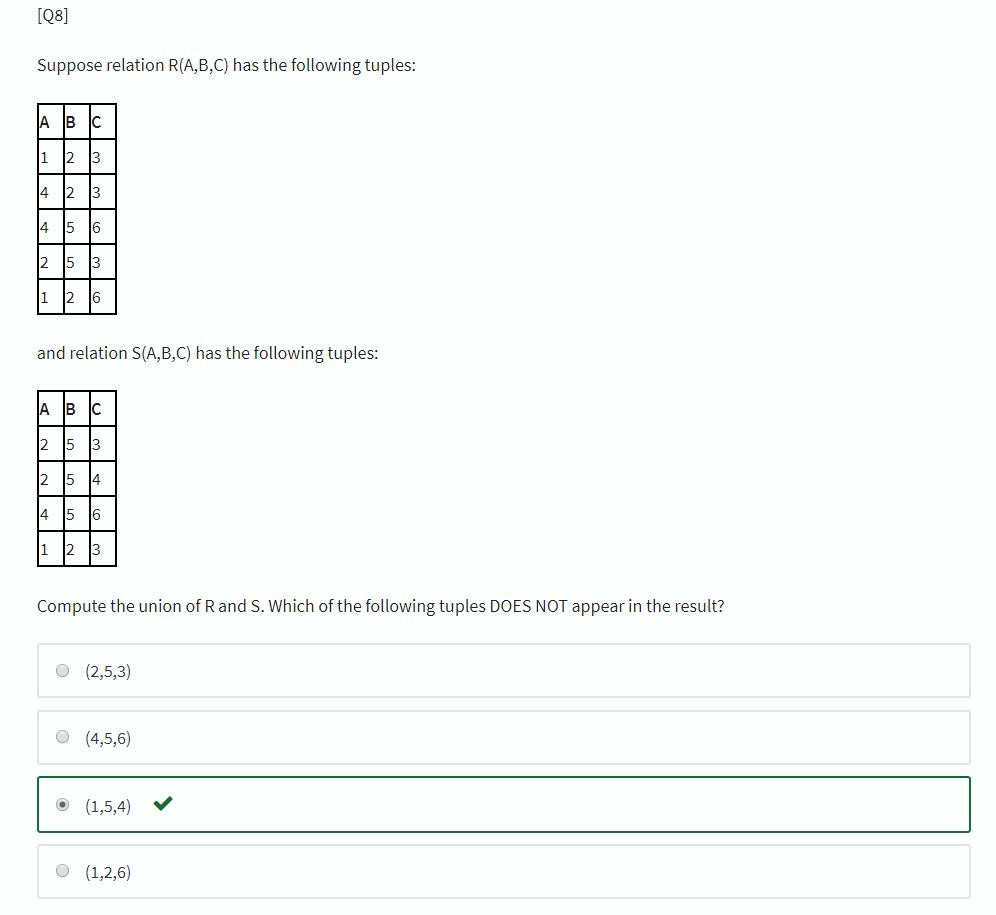 [Q8]
Suppose relation R(A,B,C) has the following tuples:
A B C
1 2 3
4 2 3
4 5 6
2 5 3
1 2 6
and relation S(A,B,C) has the following tuples:
A B C
2 5 3
2 5 4
4 5 6
1 2 3
Compute the union of R and S. Which of the following tuples DOES NOT appear in the result?
(2,5,3)
(4,5,6)
(1,5,4)
(1,2,6)